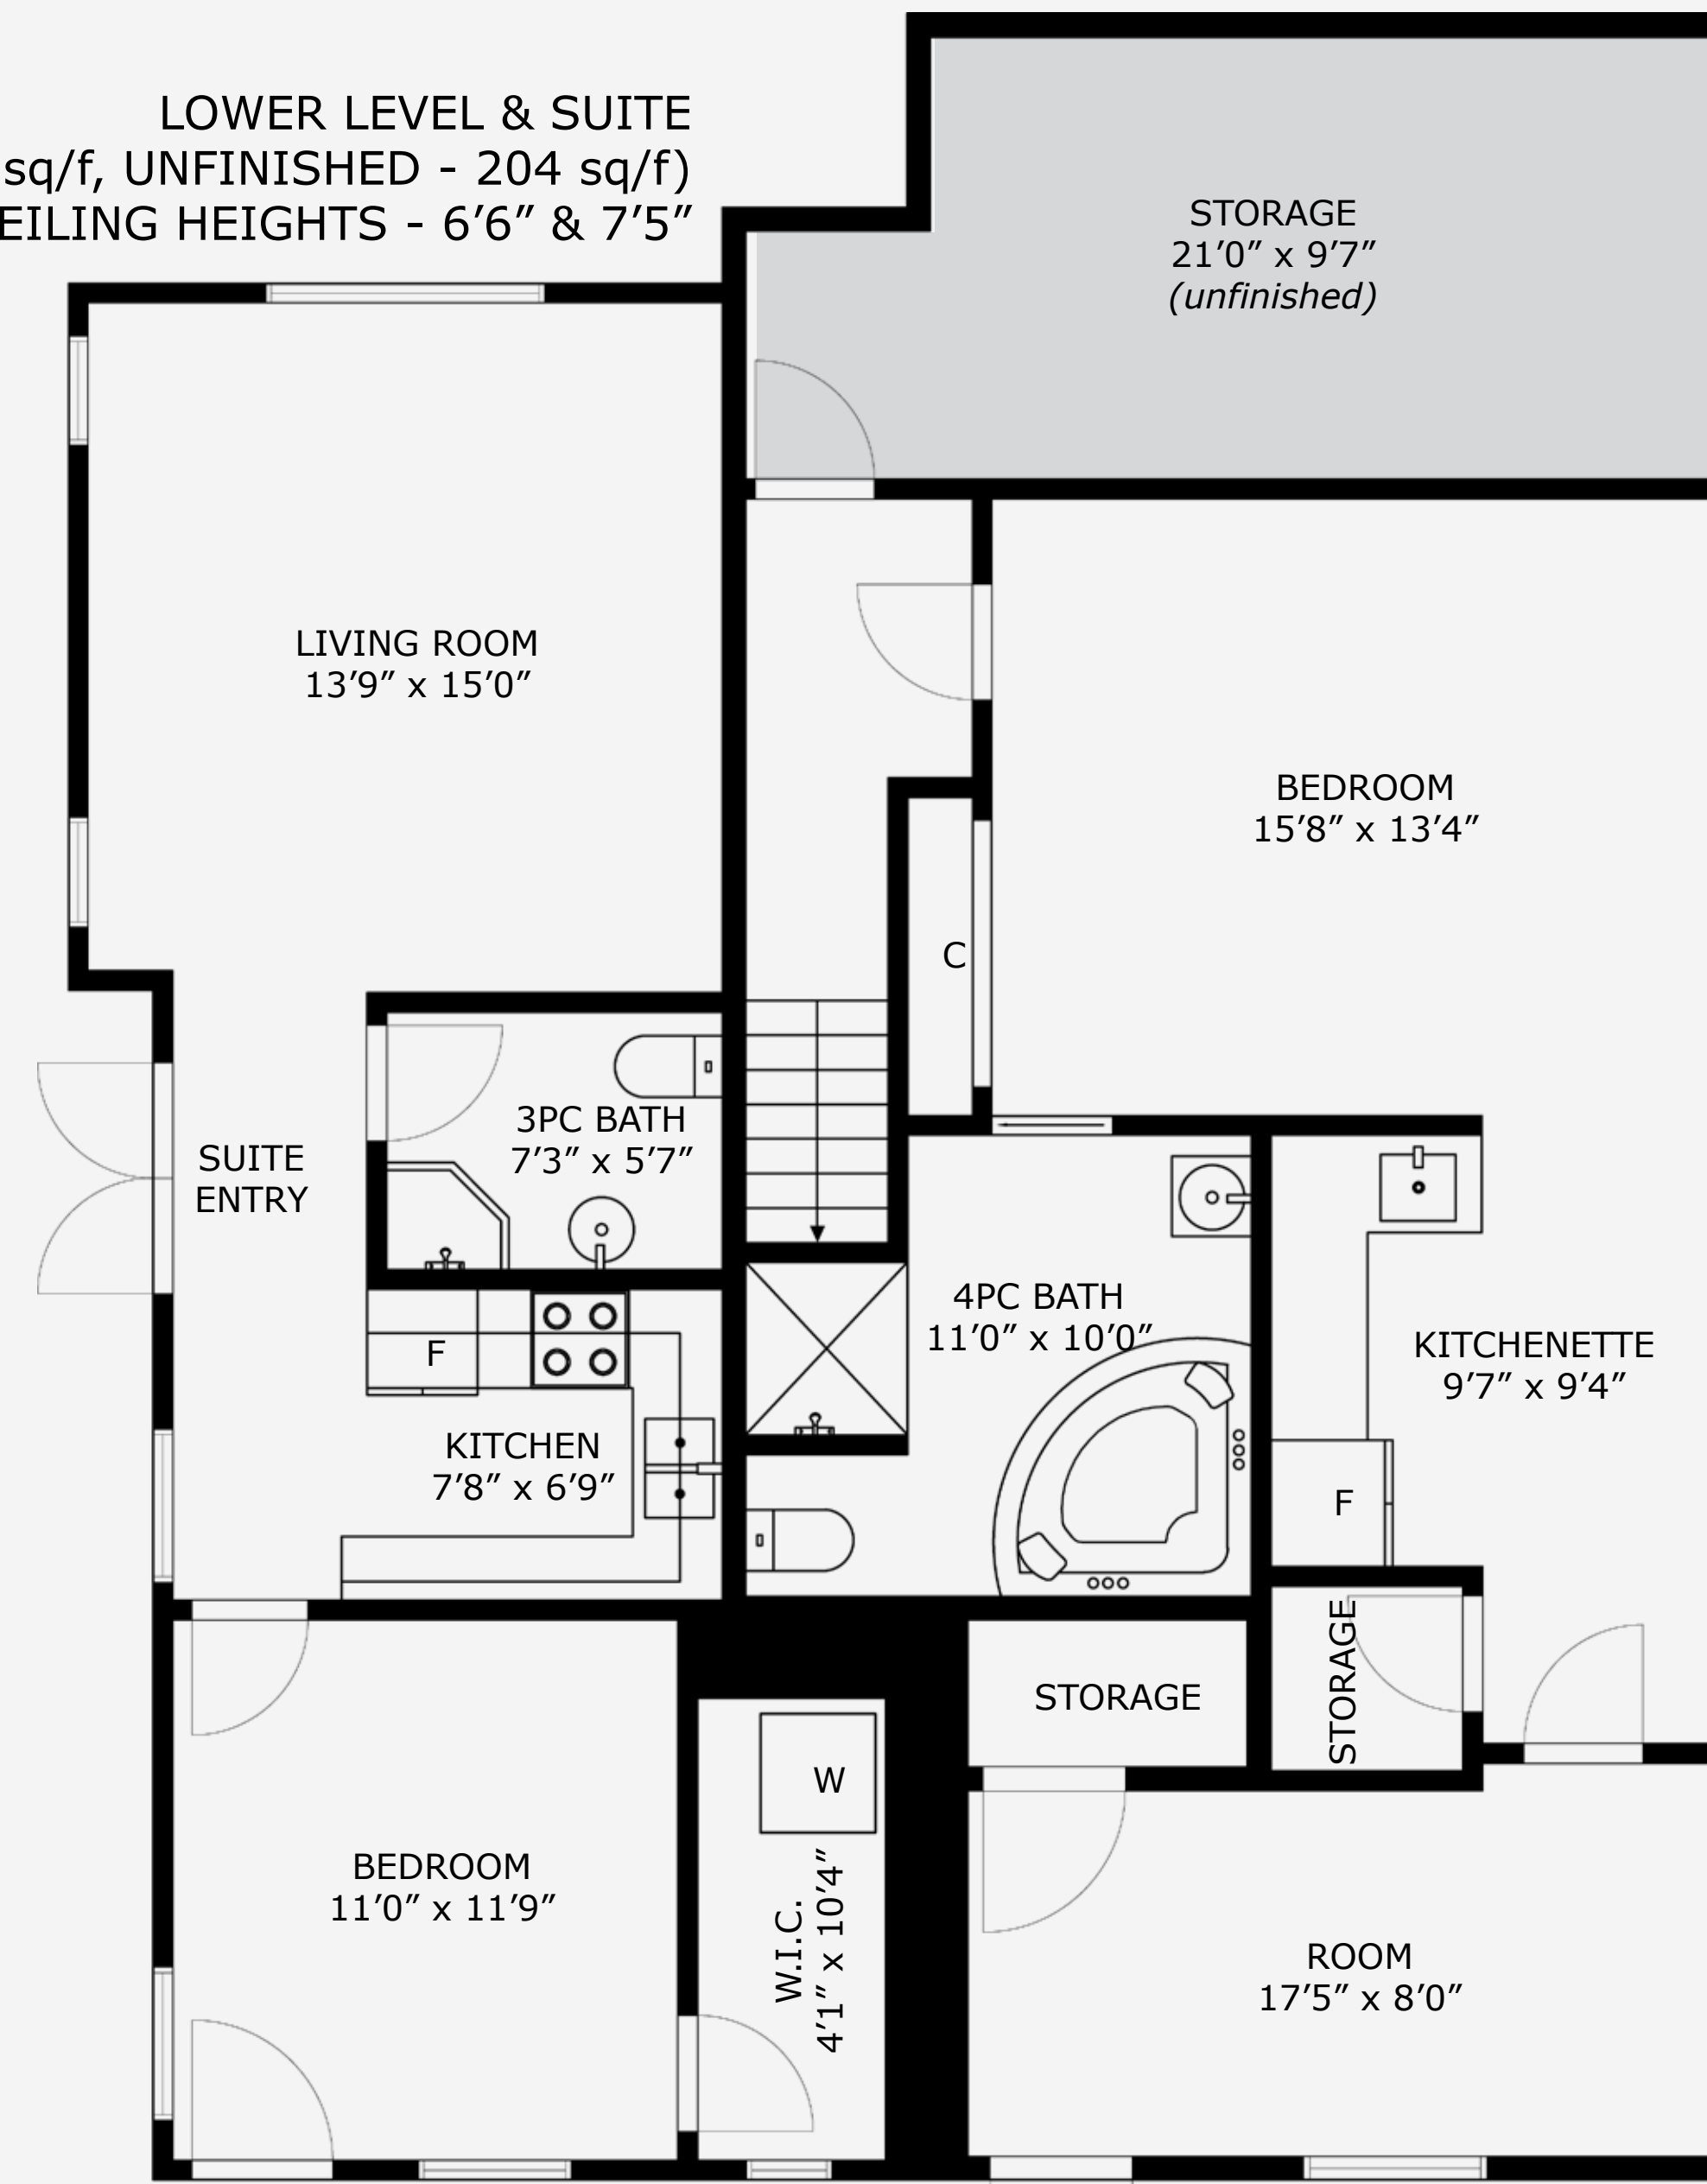 LOWER LEVEL & SUITE
sq/f, UNFINISHED - 204 sq/f)
EILING HEIGHTS - 6’6” & 7’5”
STORAGE
21’0” x 9’7”
(unfinished)
LIVING ROOM
13’9” x 15’0”
BEDROOM
15’8” x 13’4”
C
3PC BATH
7’3” x 5’7”
SUITE
ENTRY
4PC BATH
11’0” x 10’0”
KITCHENETTE
9’7” x 9’4”
F
KITCHEN
7’8” x 6’9”
F
STORAGE
STORAGE
W
W.I.C.
4’1” x 10’4”
BEDROOM
11’0” x 11’9”
ROOM
17’5” x 8’0”